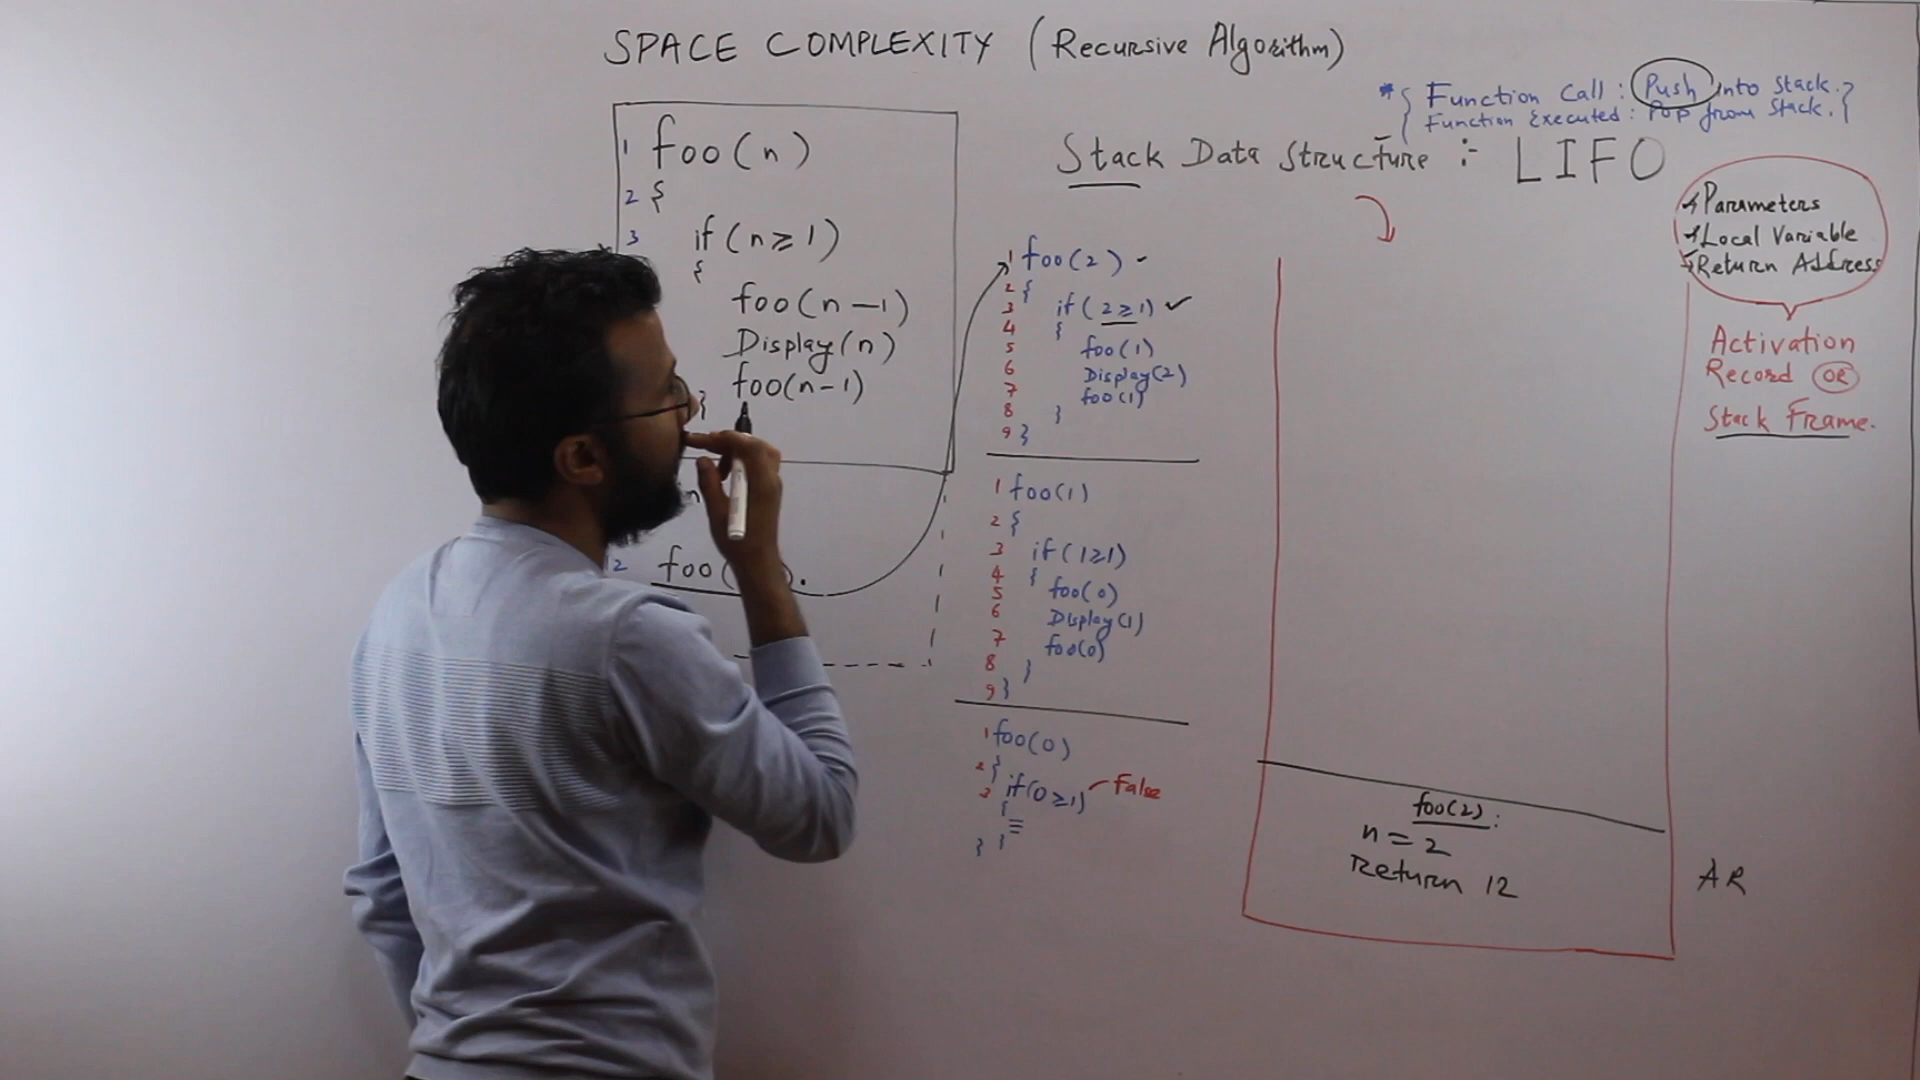 SPACE COMPLEXITY (Recursive Algorithm)
* { Function Call : Push into Stack. }
{ Function Executed : Pop from Stack. }
Stack Data Structure :- LIFO
1 foo(n)
2 {
3 if (n ≥ 1)
{
foo(n-1)
Display(n)
foo(n-1)
}
12 foo
1 foo(2) -
2 {
3 if (2 ≥ 1) ✓
4 {
5 foo(1)
6 Display(2)
7 foo(1)
8 }
9 }
1 foo(1)
2 {
3 if (1≥1)
4 {
5 foo(0)
6 Display(1)
7 foo(0)
8 }
9 }
1 foo(0)
2 {
3 if(0≥1) False
{
≡
} }
foo(2) :
n = 2
Return 12
AR
Parameters
Local Variable
Return Address
Activation
Record OR
Stack Frame.